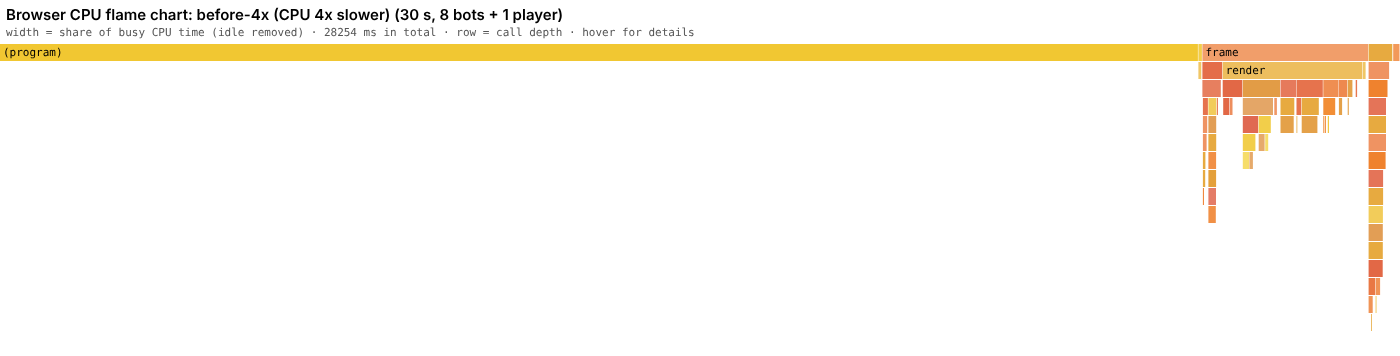 Browser CPU flame chart: before-4x (CPU 4x slower) (30 s, 8 bots + 1 player)
width = share of busy CPU time (idle removed) · 28254 ms in total · row = call depth · hover for details
(program)
frame
render